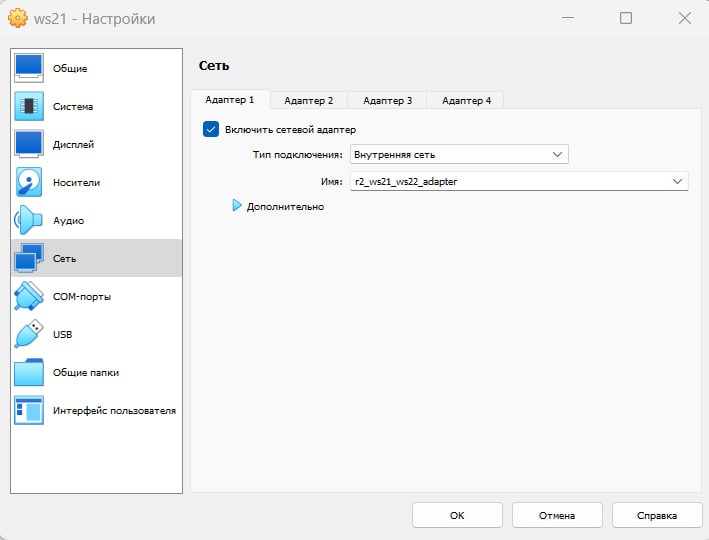 ws21 - Настройки
Общие
Система
Дисплей
Носители
Аудио
Сеть
COM-порты
USB
Общие папки
Интерфейс пользователя
Сеть
Адаптер 1 Адаптер 2 Адаптер 3 Адаптер 4
Включить сетевой адаптер
Тип подключения: Внутренняя сеть
Имя: r2_ws21_ws22_adapter
Дополнительно
OK Отмена Справка